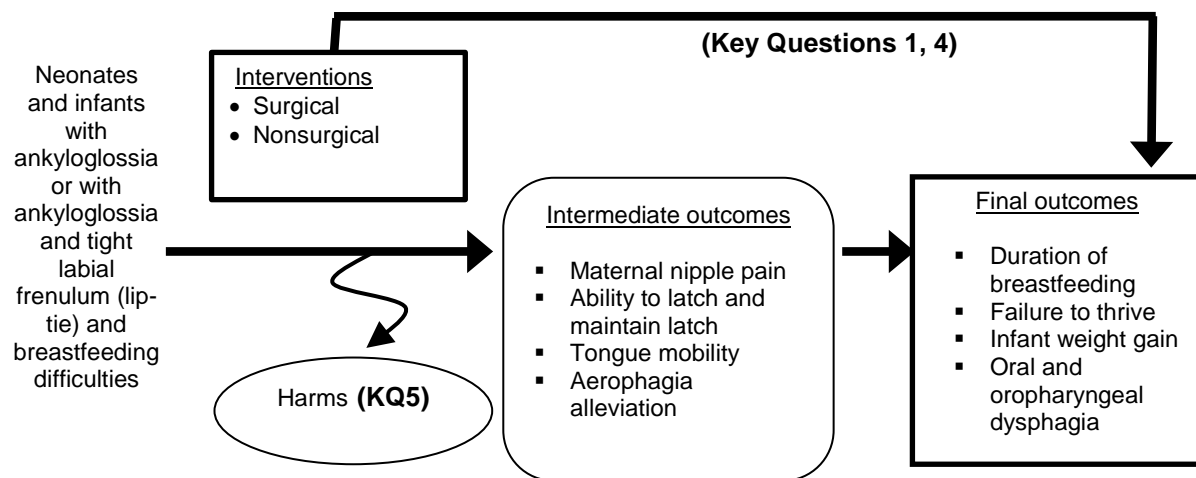 (Key Questions 1, 4)
Neonates
and infants
with
ankyloglossia
or with
ankyloglossia
and tight
labial
frenulum (lip-
tie) and
breastfeeding
difficulties
Interventions
• Surgical
• Nonsurgical
Harms (KQ5)
Intermediate outcomes
▪ Maternal nipple pain
▪ Ability to latch and
maintain latch
▪ Tongue mobility
▪ Aerophagia
alleviation
Final outcomes
▪ Duration of
breastfeeding
▪ Failure to thrive
▪ Infant weight gain
▪ Oral and
oropharyngeal
dysphagia